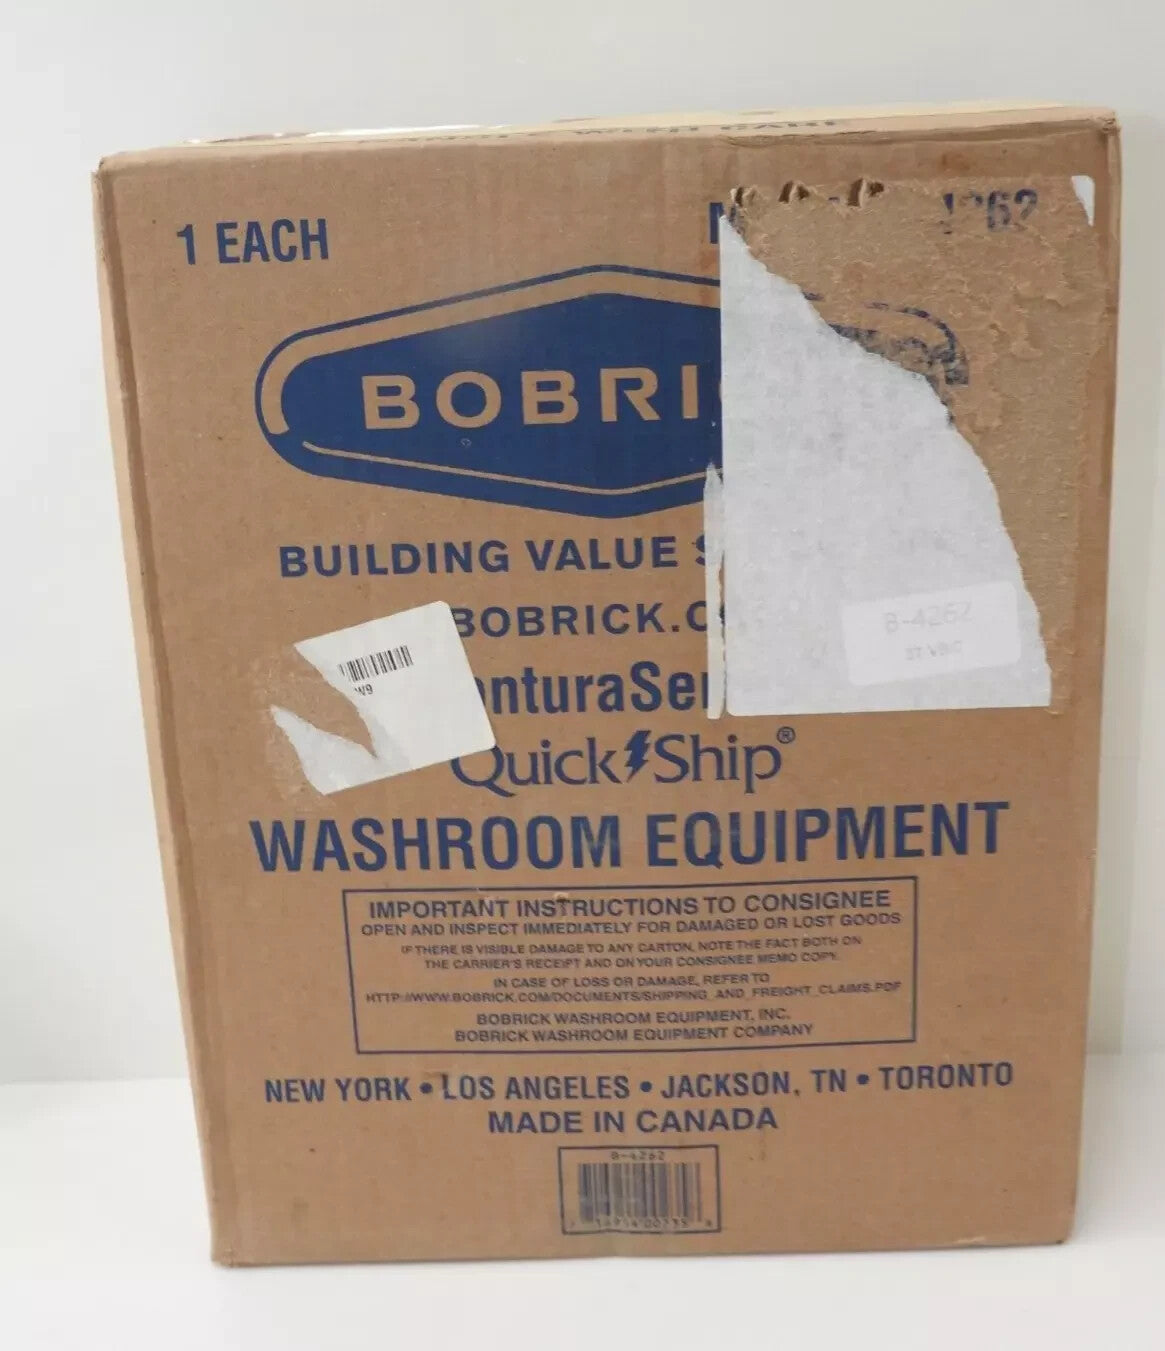 1 EACH
BOBRI
BUILDING VALUE
BOBRICK.C
nturaSer
QuickShip®
WASHROOM EQUIPMENT
IMPORTANT INSTRUCTIONS TO CONSIGNEE
OPEN AND INSPECT IMMEDIATELY FOR DAMAGED OR LOST GOODS
IF THERE IS VISIBLE DAMAGE TO ANY CARTON, NOTE THE FACT BOTH ON
THE CARRIER'S RECEIPT AND ON YOUR CONSIGNEE MEMO COPY.
IN CASE OF LOSS OR DAMAGE, REFER TO
HTTP://WWW.BOBRICK.COM/DOCUMENTS/SHIPPING_AND_FREIGHT_CLAIMS.PDF
BOBRICK WASHROOM EQUIPMENT, INC.
BOBRICK WASHROOM EQUIPMENT COMPANY
NEW YORK • LOS ANGELES • JACKSON, TN • TORONTO
MADE IN CANADA
B-4262
W9
B-4262